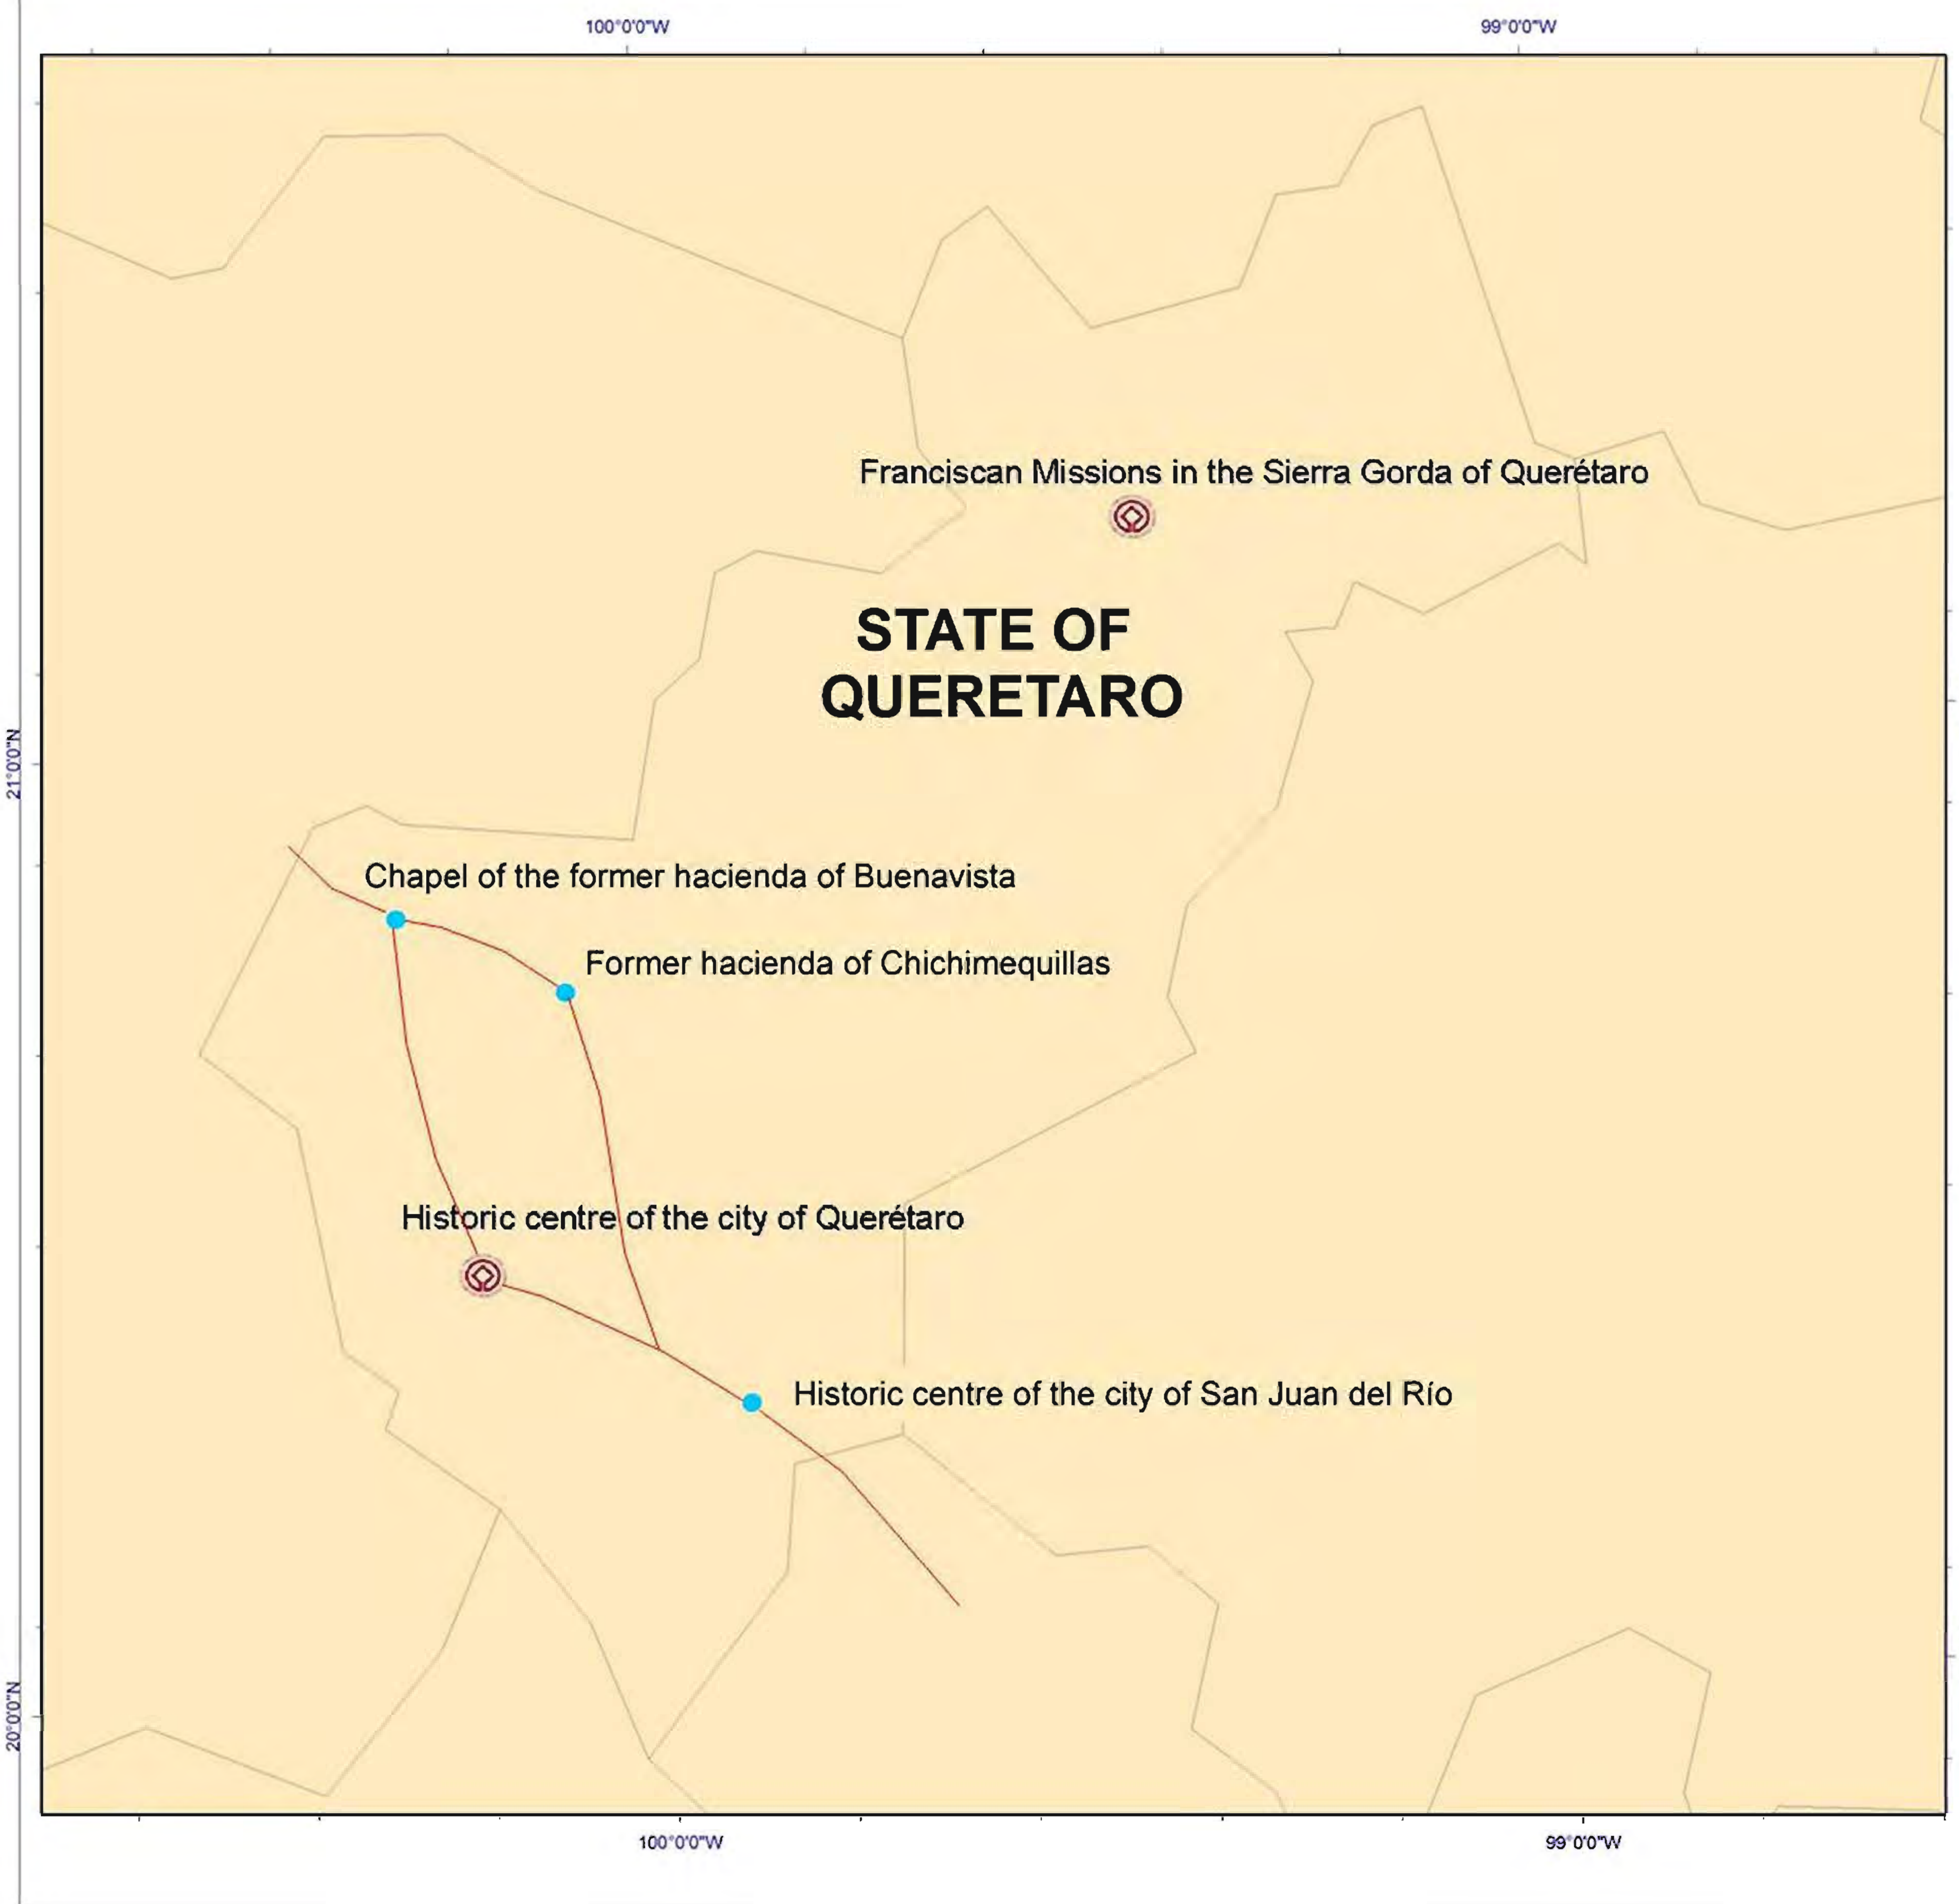 100°0'0"W
99°0'0"W
Franciscan Missions in the Sierra Gorda of Querétaro
STATE OF
QUERETARO
21°0'0"N
Chapel of the former hacienda of Buenavista
Former hacienda of Chichimequillas
Historic centre of the city of Querétaro
Historic centre of the city of San Juan del Río
20°0'0"N
100°0'0"W
99°0'0"W